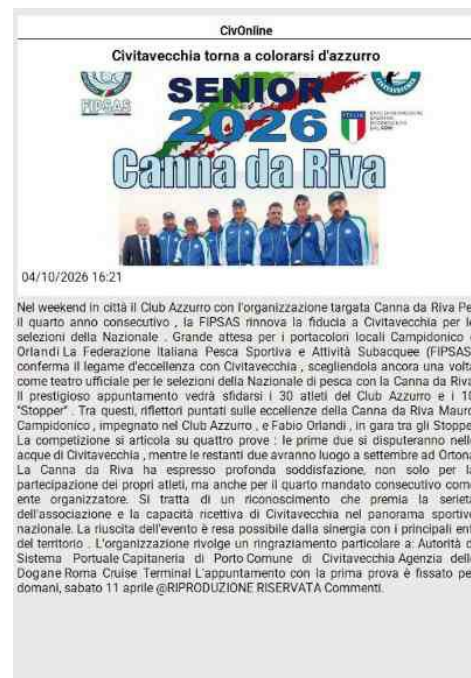 CivOnline
Civitavecchia torna a colorarsi d'azzurro
FIPSAS
SENIOR
2026
Canna da Riva
ITALIA
04/10/2026 16:21
Nel weekend in città il Club Azzurro con l'organizzazione targata Canna da Riva Pe
il quarto anno consecutivo , la FIPSAS rinnova la fiducia a Civitavecchia per le
selezioni della Nazionale . Grande attesa per i portacolori locali Campidonico e
Orlandi La Federazione Italiana Pesca Sportiva e Attività Subacquee (FIPSAS)
conferma il legame d'eccellenza con Civitavecchia , scegliendola ancora una volta
come teatro ufficiale per le selezioni della Nazionale di pesca con la Canna da Riva
Il prestigioso appuntamento vedrà sfidarsi i 30 atleti del Club Azzurro e i 10
"Stopper" . Tra questi, riflettori puntati sulle eccellenze della Canna da Riva Mauro
Campidonico , impegnato nel Club Azzurro , e Fabio Orlandi , in gara tra gli Stopper
La competizione si articola su quattro prove : le prime due si disputeranno nelle
acque di Civitavecchia , mentre le restanti due avranno luogo a settembre ad Ortona
La Canna da Riva ha espresso profonda soddisfazione, non solo per la
partecipazione dei propri atleti, ma anche per il quarto mandato consecutivo come
ente organizzatore. Si tratta di un riconoscimento che premia la serietà
dell'associazione e la capacità ricettiva di Civitavecchia nel panorama sportivo
nazionale. La riuscita dell'evento è resa possibile dalla sinergia con i principali ent
del territorio . L'organizzazione rivolge un ringraziamento particolare a: Autorità d
Sistema Portuale Capitaneria di Porto Comune di Civitavecchia Agenzia delle
Dogane Roma Cruise Terminal L'appuntamento con la prima prova è fissato pe
domani, sabato 11 aprile @RIPRODUZIONE RISERVATA Commenti.